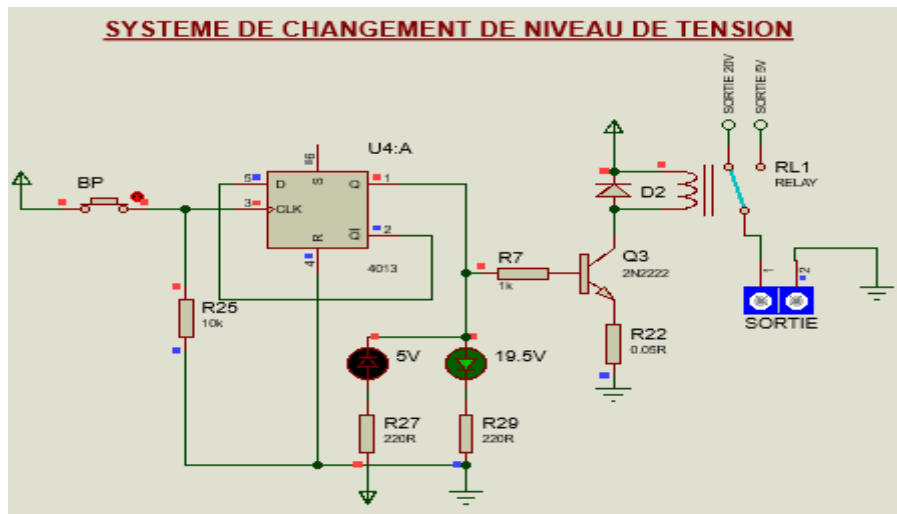 SYSTEME DE CHANGEMENT DE NIVEAU DE TENSION
SORTIE 20V
SORTIE 5V
U4:A
BP
6
5
D
S
Q
1
3
CLK
Q
2
R
4
4013
D2
RL1
RELAY
R7
1k
Q3
2N2222
1
2
SORTIE
R25
10k
5V
19.5V
R22
0.05R
R27
220R
R29
220R